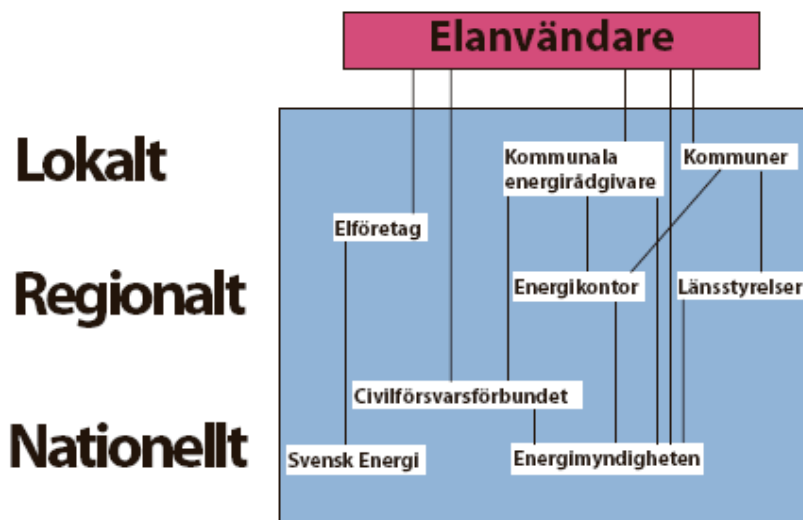 Elanvändare
Lokalt
Kommunala
energirådgivare
Kommuner
Elföretag
Regionalt
Energikontor
Länsstyrelser
Civilförsvarsförbundet
Nationellt
Svensk Energi
Energimyndigheten